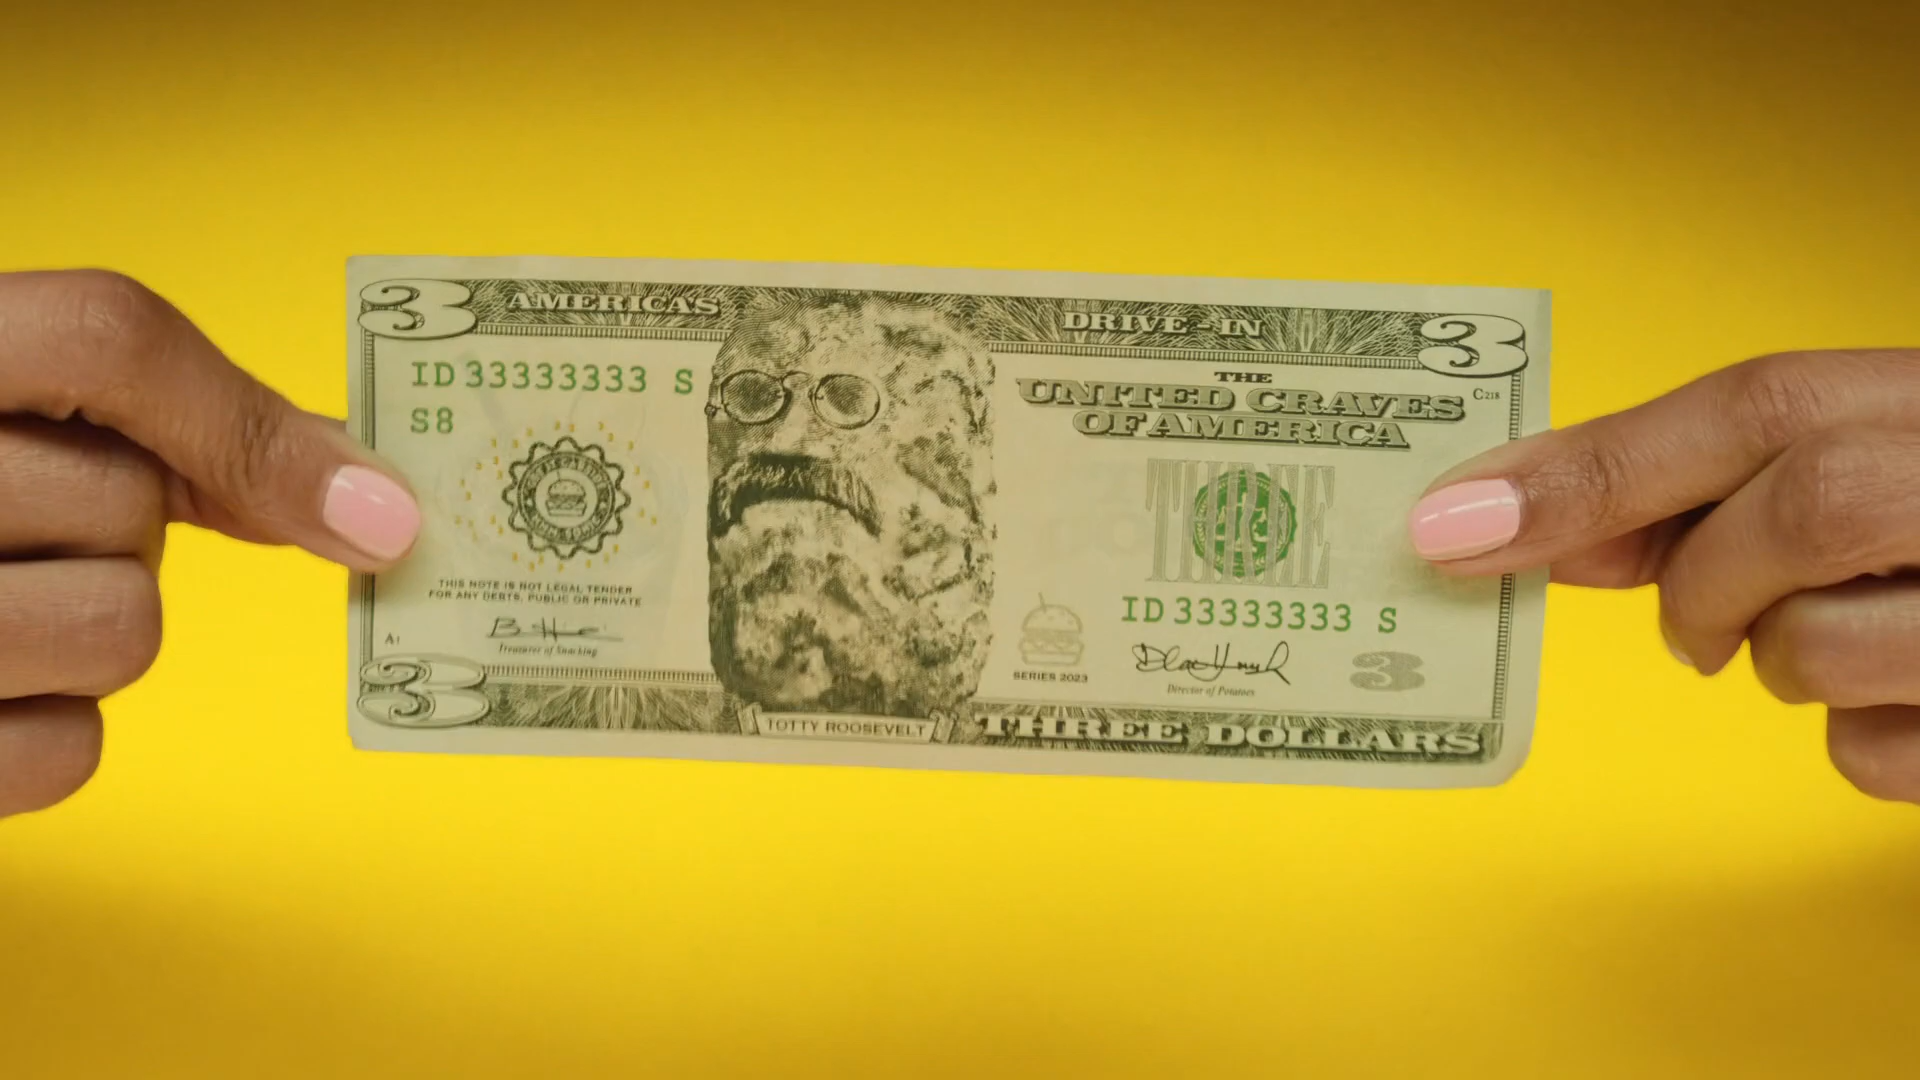 3 AMERICAS DRIVE-IN 3
ID 33333333 S
S8
C218
THE
UNITED CRAVES
OF AMERICA
THREE
THIS NOTE IS NOT LEGAL TENDER
FOR ANY DEBTS, PUBLIC OR PRIVATE
Treasurer of Snacking
A1
3
TOTTY ROOSEVELT
SERIES 2023
ID 33333333 S
Director of Potatoes
3
THREE DOLLARS